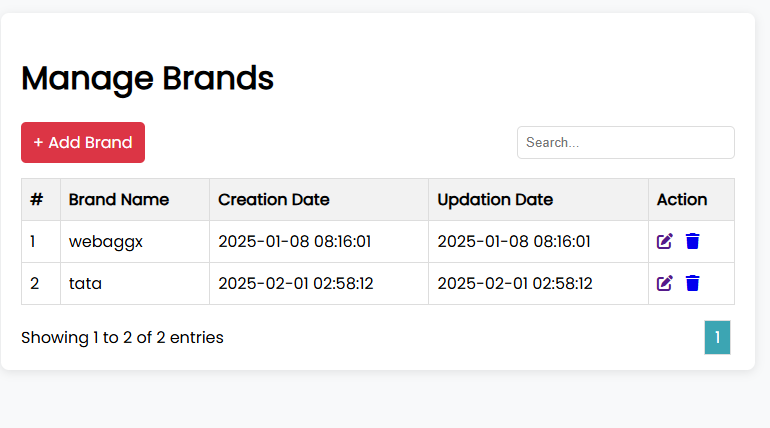 Manage Brands
+ Add Brand
Search...
# Brand Name Creation Date Updation Date Action
1 webaggx 2025-01-08 08:16:01 2025-01-08 08:16:01
2 tata 2025-02-01 02:58:12 2025-02-01 02:58:12
Showing 1 to 2 of 2 entries
1